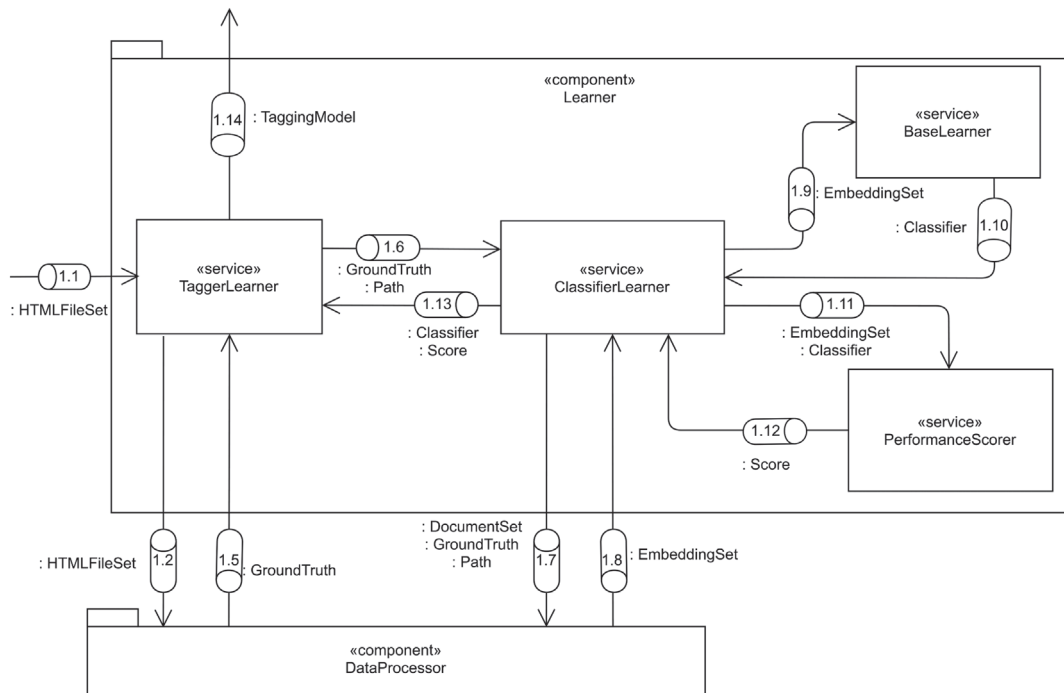 «component»
Learner
1.14
: TaggingModel
«service»
BaseLearner
1.9
: EmbeddingSet
1.10
: Classifier
1.1
: HTMLFileSet
«service»
TaggerLearner
1.6
: GroundTruth
: Path
1.13
: Classifier
: Score
«service»
ClassifierLearner
1.11
: EmbeddingSet
: Classifier
1.12
: Score
«service»
PerformanceScorer
: HTMLFileSet
1.2
1.5
: GroundTruth
: DocumentSet
: GroundTruth
: Path
1.7
1.8
: EmbeddingSet
«component»
DataProcessor